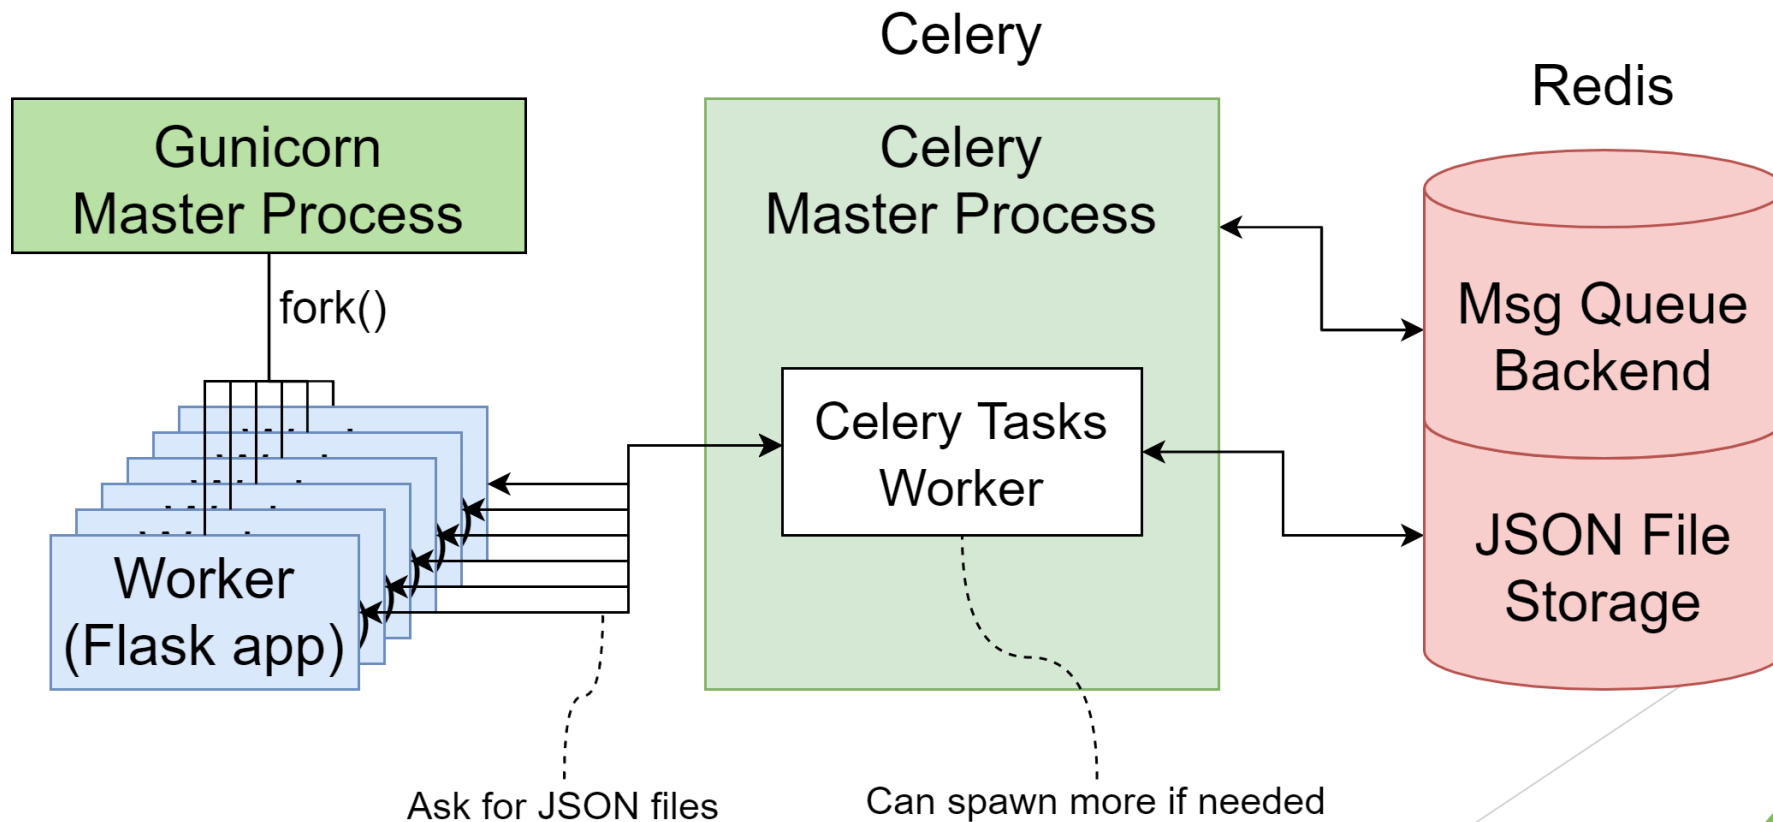 Celery
Redis
Gunicorn
Master Process
Celery
Master Process
fork()
Msg Queue
Backend
Celery Tasks
Worker
JSON File
Storage
Worker
(Flask app)
Ask for JSON files
Can spawn more if needed